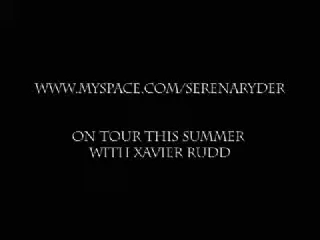 WWW.MYSPACE.COM/SERENARYDER
ON TOUR THIS SUMMER
WITH XAVIER RUDD